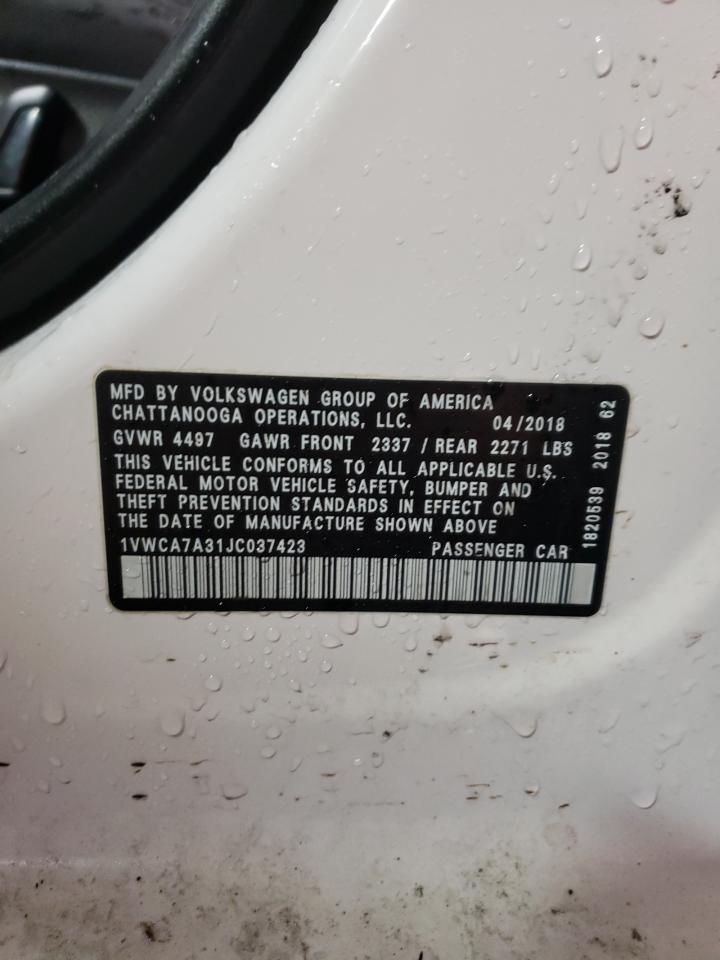 MFD BY VOLKSWAGEN GROUP OF AMERICA
CHATTANOOGA OPERATIONS, LLC. 04/2018
GVWR 4497 GAWR FRONT 2337 / REAR 2271 LBS
THIS VEHICLE CONFORMS TO ALL APPLICABLE U.S.
FEDERAL MOTOR VEHICLE SAFETY, BUMPER AND
THEFT PREVENTION STANDARDS IN EFFECT ON
THE DATE OF MANUFACTURE SHOWN ABOVE
1VWCA7A31JC037423 PASSENGER CAR
1820539 2018 62